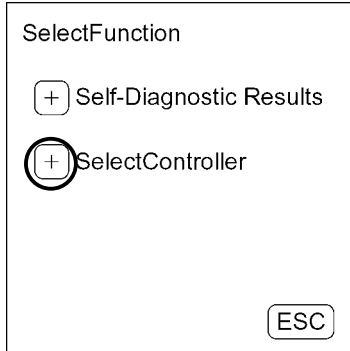 SelectFunction
+ Self-Diagnostic Results
+ SelectController
ESC